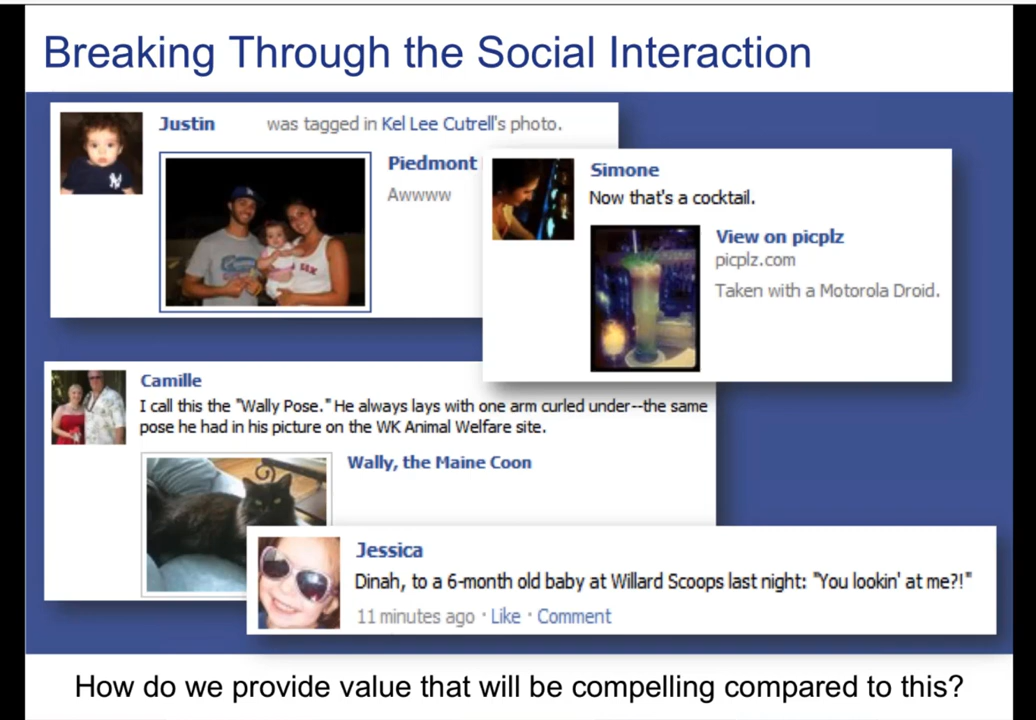 Breaking Through the Social Interaction
Justin was tagged in Kel Lee Cutrell's photo.
Piedmont
Awwww
Simone
Now that's a cocktail.
View on picplz
picplz.com
Taken with a Motorola Droid.
Camille
I call this the "Wally Pose." He always lays with one arm curled under--the same
pose he had in his picture on the WK Animal Welfare site.
Wally, the Maine Coon
Jessica
Dinah, to a 6-month old baby at Willard Scoops last night: "You lookin' at me?!"
11 minutes ago · Like · Comment
How do we provide value that will be compelling compared to this?